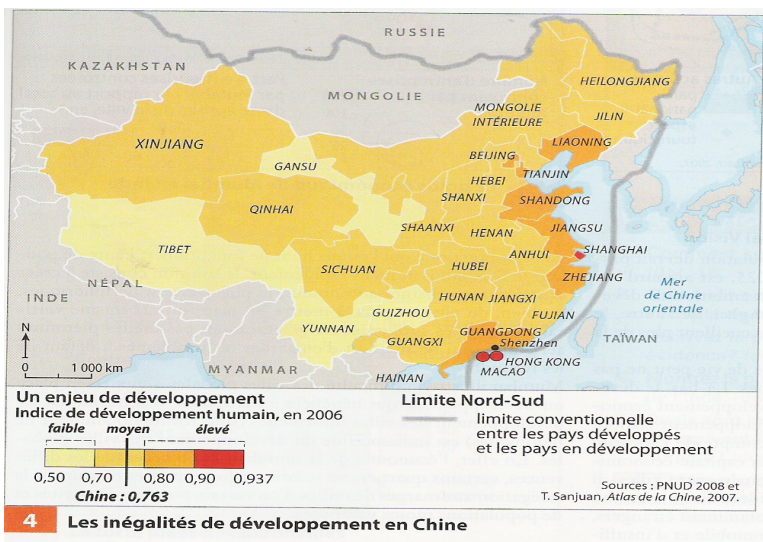 RUSSIE
KAZAKHSTAN
MONGOLIE
HEILONGJIANG
MONGOLIE
INTÉRIEURE
JILIN
XINJIANG
LIAONING
BEIJING
GANSU
TIANJIN
HEBEI
SHANXI
SHANDONG
QINHAI
SHAANXI
HENAN
JIANGSU
TIBET
ANHUI
SHANGHAI
SICHUAN
HUBEI
ZHEJIANG
NÉPAL
Mer
de Chine
orientale
INDE
HUNAN
JIANGXI
GUIZHOU
FUJIAN
N
YUNNAN
GUANGDONG
TAÏWAN
GUANGXI
Shenzhen
0
1 000 km
MYANMAR
HONG KONG
MACAO
HAINAN
Un enjeu de développement
Indice de développement humain, en 2006
faible moyen élevé
0,50 0,70 0,80 0,90 0,937
Chine : 0,763
Limite Nord-Sud
limite conventionnelle
entre les pays développés
et les pays en développement
Sources : PNUD 2008 et
T. Sanjuan, Atlas de la Chine, 2007.
4 Les inégalités de développement en Chine